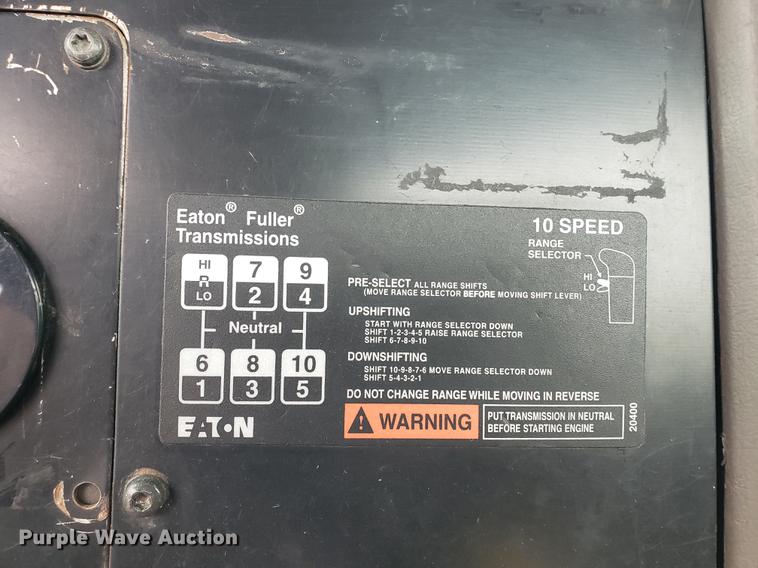 Eaton® Fuller®
Transmissions
10 SPEED
RANGE
SELECTOR
HI
LO
HI
R
LO
7
2
9
4
Neutral
6
1
8
3
10
5
PRE-SELECT ALL RANGE SHIFTS
(MOVE RANGE SELECTOR BEFORE MOVING SHIFT LEVER)
UPSHIFTING
START WITH RANGE SELECTOR DOWN
SHIFT 1-2-3-4-5 RAISE RANGE SELECTOR
SHIFT 6-7-8-9-10
DOWNSHIFTING
SHIFT 10-9-8-7-6 MOVE RANGE SELECTOR DOWN
SHIFT 5-4-3-2-1
DO NOT CHANGE RANGE WHILE MOVING IN REVERSE
EATON
WARNING
PUT TRANSMISSION IN NEUTRAL
BEFORE STARTING ENGINE
20400
Purple Wave Auction